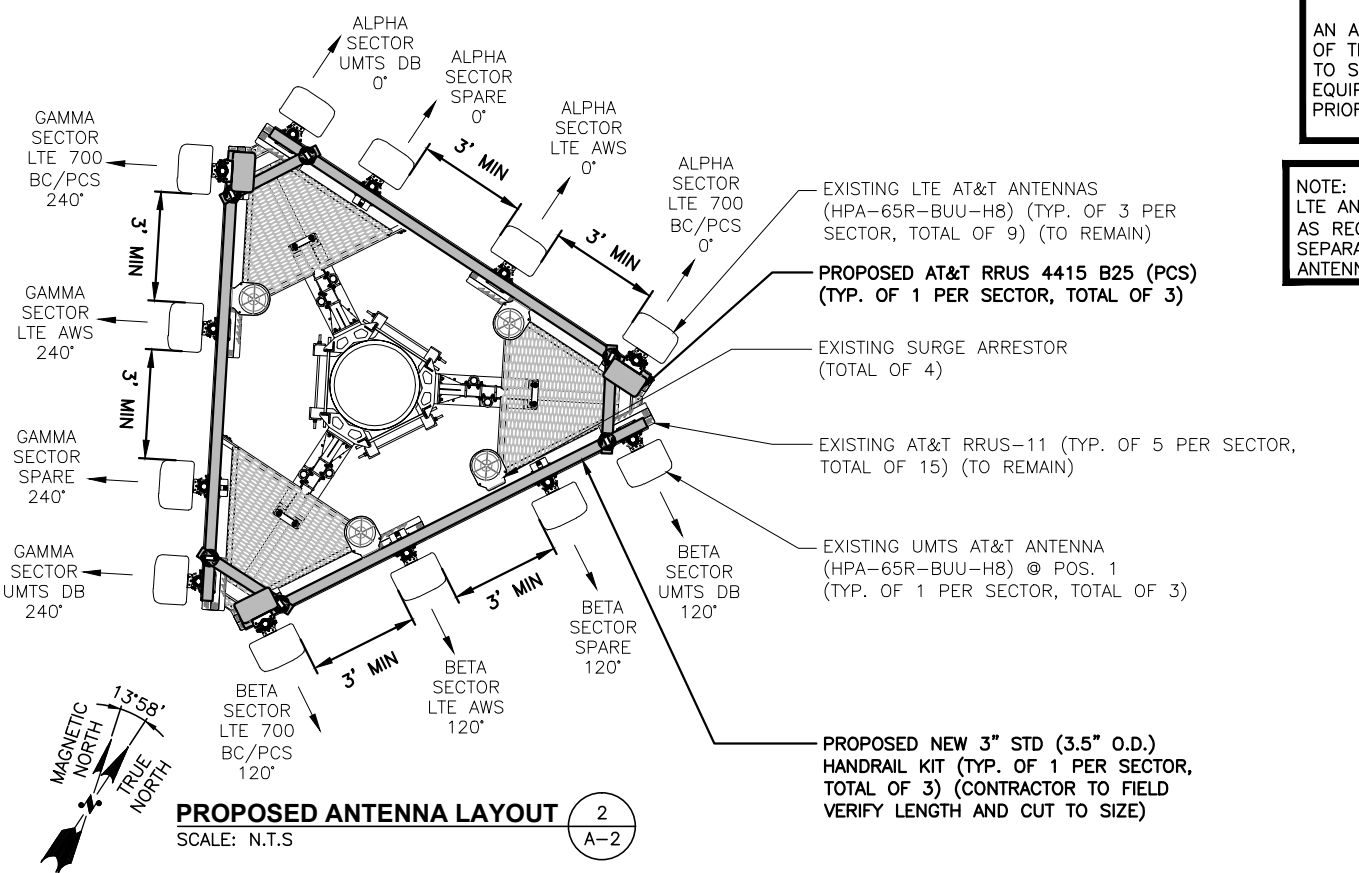 ALPHA
SECTOR
UMTS DB
0°
ALPHA
SECTOR
SPARE
0°
ALPHA
SECTOR
LTE AWS
0°
ALPHA
SECTOR
LTE 700
BC/PCS
0°
GAMMA
SECTOR
LTE 700
BC/PCS
240°
GAMMA
SECTOR
LTE AWS
240°
GAMMA
SECTOR
SPARE
240°
GAMMA
SECTOR
UMTS DB
240°
3' MIN
3' MIN
3' MIN
3' MIN
3' MIN
3' MIN
BETA
SECTOR
LTE 700
BC/PCS
120°
BETA
SECTOR
LTE AWS
120°
BETA
SECTOR
SPARE
120°
BETA
SECTOR
UMTS DB
120°
EXISTING LTE AT&T ANTENNAS
(HPA-65R-BUU-H8) (TYP. OF 3 PER
SECTOR, TOTAL OF 9) (TO REMAIN)
PROPOSED AT&T RRUS 4415 B25 (PCS)
(TYP. OF 1 PER SECTOR, TOTAL OF 3)
EXISTING SURGE ARRESTOR
(TOTAL OF 4)
EXISTING AT&T RRUS-11 (TYP. OF 5 PER SECTOR,
TOTAL OF 15) (TO REMAIN)
EXISTING UMTS AT&T ANTENNA
(HPA-65R-BUU-H8) @ POS. 1
(TYP. OF 1 PER SECTOR, TOTAL OF 3)
PROPOSED NEW 3" STD (3.5" O.D.)
HANDRAIL KIT (TYP. OF 1 PER SECTOR,
TOTAL OF 3) (CONTRACTOR TO FIELD
VERIFY LENGTH AND CUT TO SIZE)
AN
OF
TO
NOTE:
LTE
AS
13°58'
MAGNETIC
NORTH
TRUE
NORTH
N
PROPOSED ANTENNA LAYOUT
SCALE: N.T.S
2
A-2